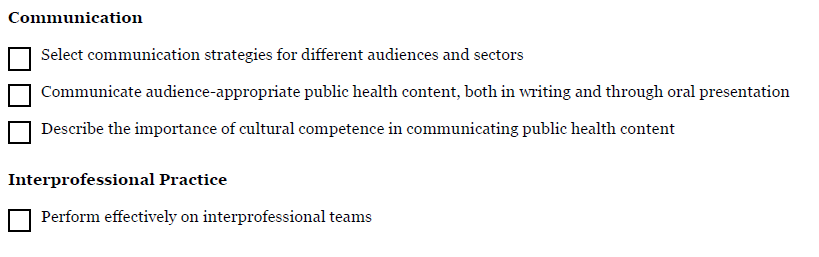 Communication
Select communication strategies for different audiences and sectors
Communicate audience-appropriate public health content, both in writing and through oral presentation
Describe the importance of cultural competence in communicating public health content
Interprofessional Practice
Perform effectively on interprofessional teams